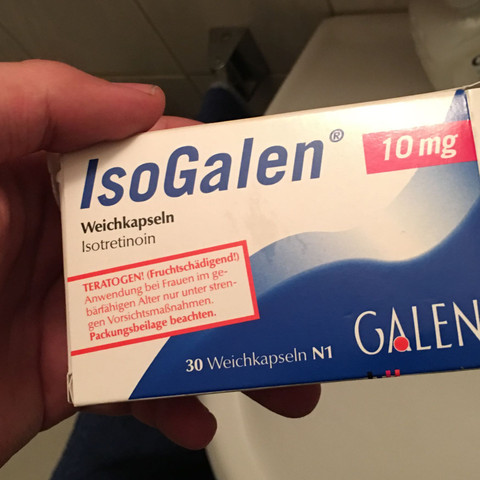 IsoGalen®
10 mg
Weichkapseln
Isotretinoin
TERATOGEN! (Fruchtschädigend!)
Anwendung bei Frauen im ge-
bärfähigen Alter nur unter stren-
gen Vorsichtsmaßnahmen.
Packungsbeilage beachten.
30 Weichkapseln N1
GALEN